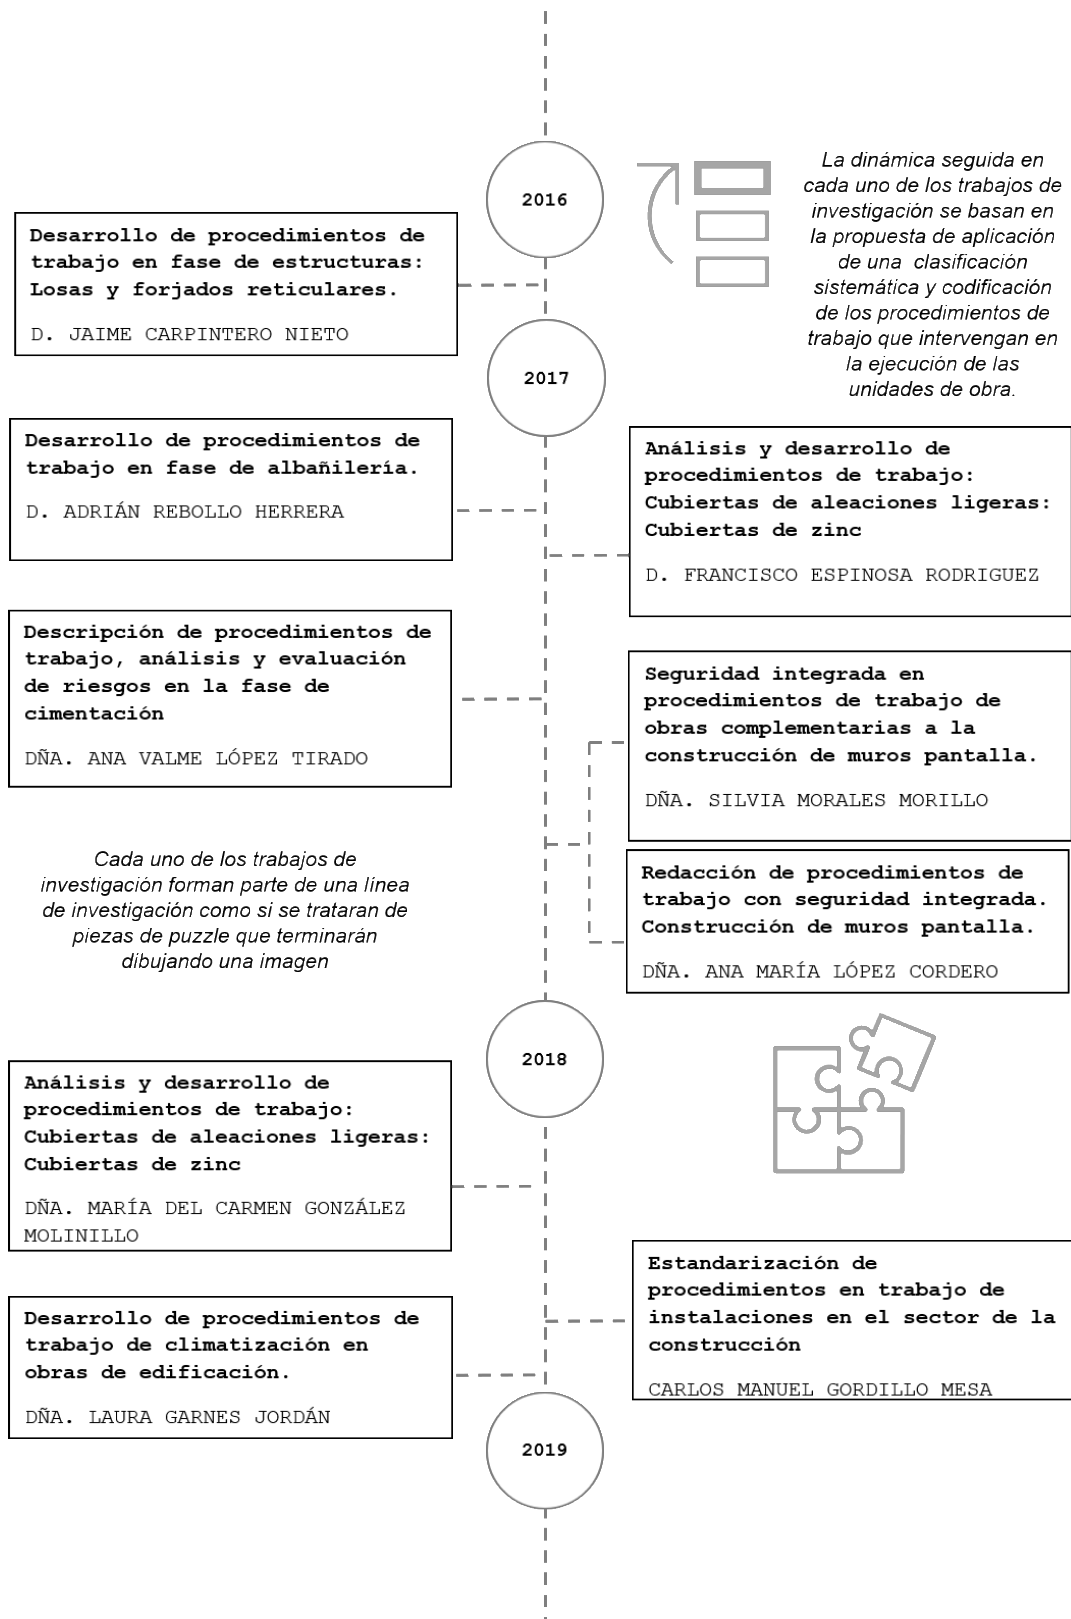 2016
La dinámica seguida en
cada uno de los trabajos de
investigación se basan en
la propuesta de aplicación
de una clasificación
sistemática y codificación
de los procedimientos de
trabajo que intervengan en
la ejecución de las
unidades de obra.
Desarrollo de procedimientos de
trabajo en fase de estructuras:
Losas y forjados reticulares.
D. JAIME CARPINTERO NIETO
2017
Desarrollo de procedimientos de
trabajo en fase de albañilería.
D. ADRIÁN REBOLLO HERRERA
Análisis y desarrollo de
procedimientos de trabajo:
Cubiertas de aleaciones ligeras:
Cubiertas de zinc
D. FRANCISCO ESPINOSA RODRIGUEZ
Descripción de procedimientos de
trabajo, análisis y evaluación
de riesgos en la fase de
cimentación
DÑA. ANA VALME LÓPEZ TIRADO
Seguridad integrada en
procedimientos de trabajo de
obras complementarias a la
construcción de muros pantalla.
DÑA. SILVIA MORALES MORILLO
Cada uno de los trabajos de
investigación forman parte de una línea
de investigación como si se trataran de
piezas de puzzle que terminarán
dibujando una imagen
Redacción de procedimientos de
trabajo con seguridad integrada.
Construcción de muros pantalla.
DÑA. ANA MARÍA LÓPEZ CORDERO
2018
Análisis y desarrollo de
procedimientos de trabajo:
Cubiertas de aleaciones ligeras:
Cubiertas de zinc
DÑA. MARÍA DEL CARMEN GONZÁLEZ
MOLINILLO
Estandarización de
procedimientos en trabajo de
instalaciones en el sector de la
construcción
CARLOS MANUEL GORDILLO MESA
Desarrollo de procedimientos de
trabajo de climatización en
obras de edificación.
DÑA. LAURA GARNES JORDÁN
2019